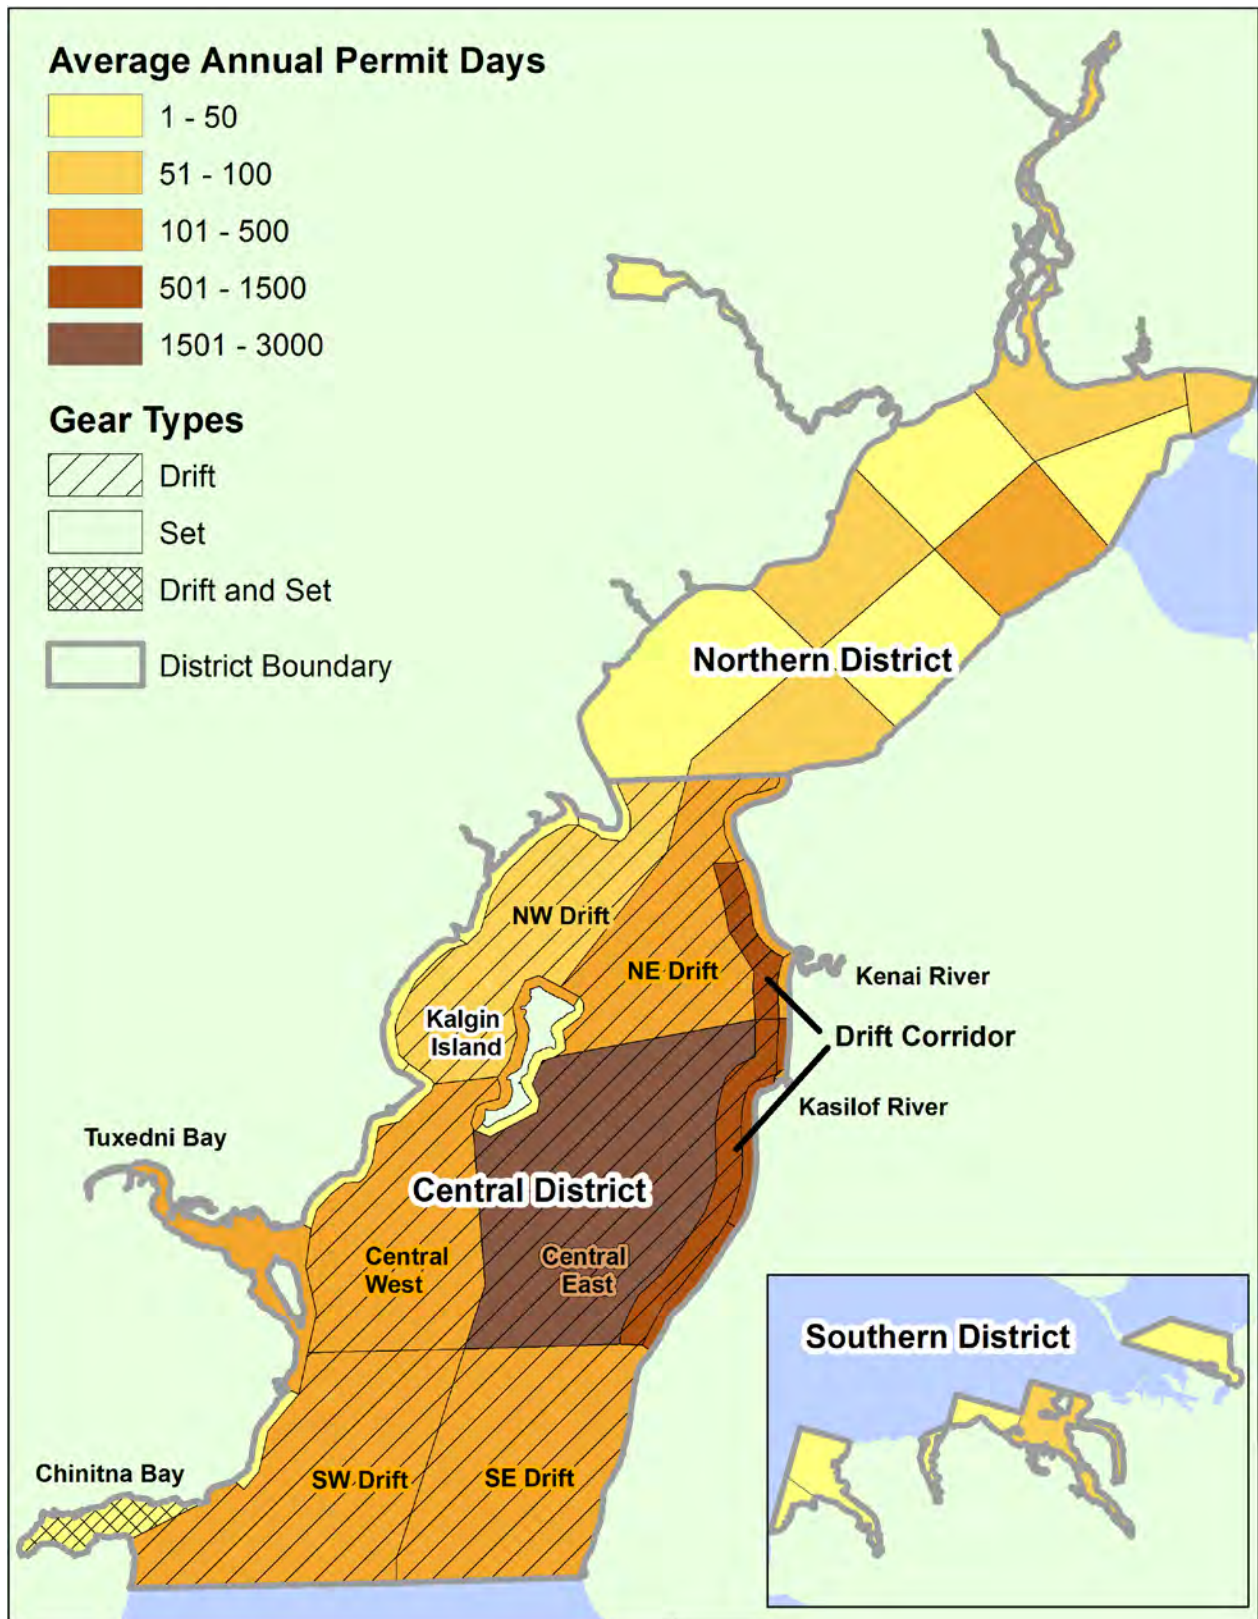 Average Annual Permit Days
1 - 50
51 - 100
101 - 500
501 - 1500
1501 - 3000
Gear Types
Drift
Set
Drift and Set
District Boundary
Northern District
NW Drift
NE Drift
Kenai River
Kalgin
Island
Drift Corridor
Kasilof River
Tuxedni Bay
Central District
Central
West
Central
East
Southern District
Chinitna Bay
SW Drift
SE Drift